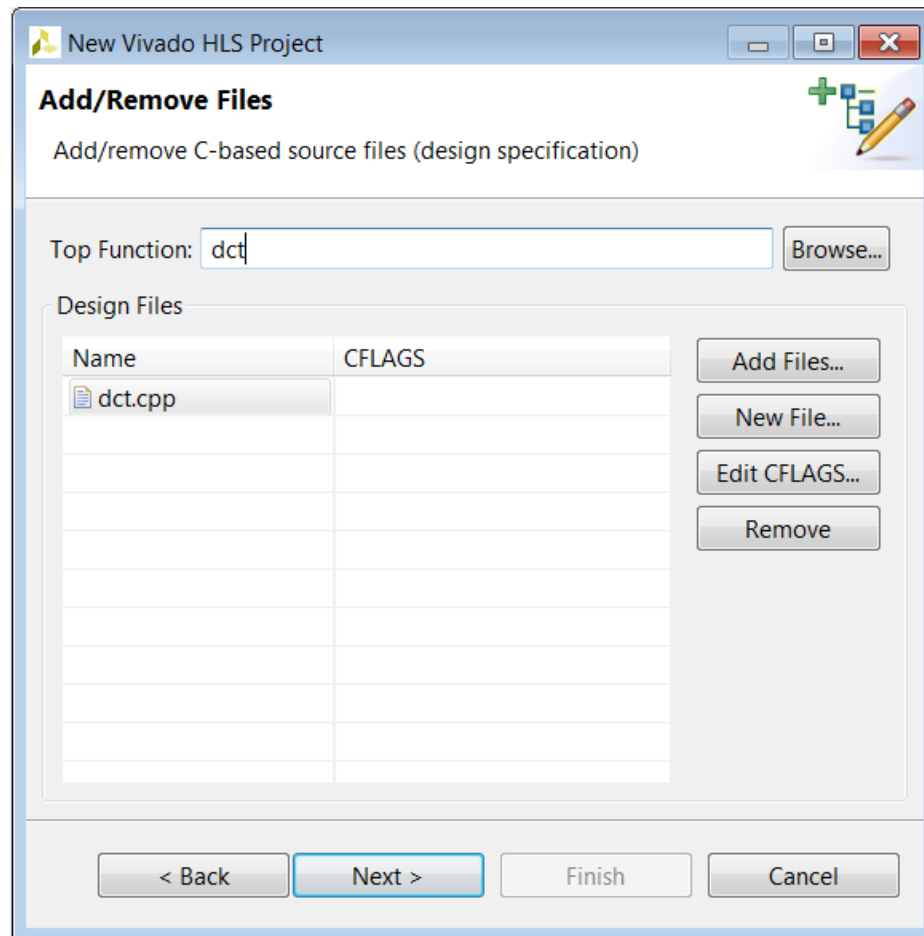 New Vivado HLS Project
Add/Remove Files
Add/remove C-based source files (design specification)
Top Function: dct Browse...
Design Files
Name CFLAGS
Add Files...
dct.cpp
New File...
Edit CFLAGS...
Remove
< Back Next > Finish Cancel